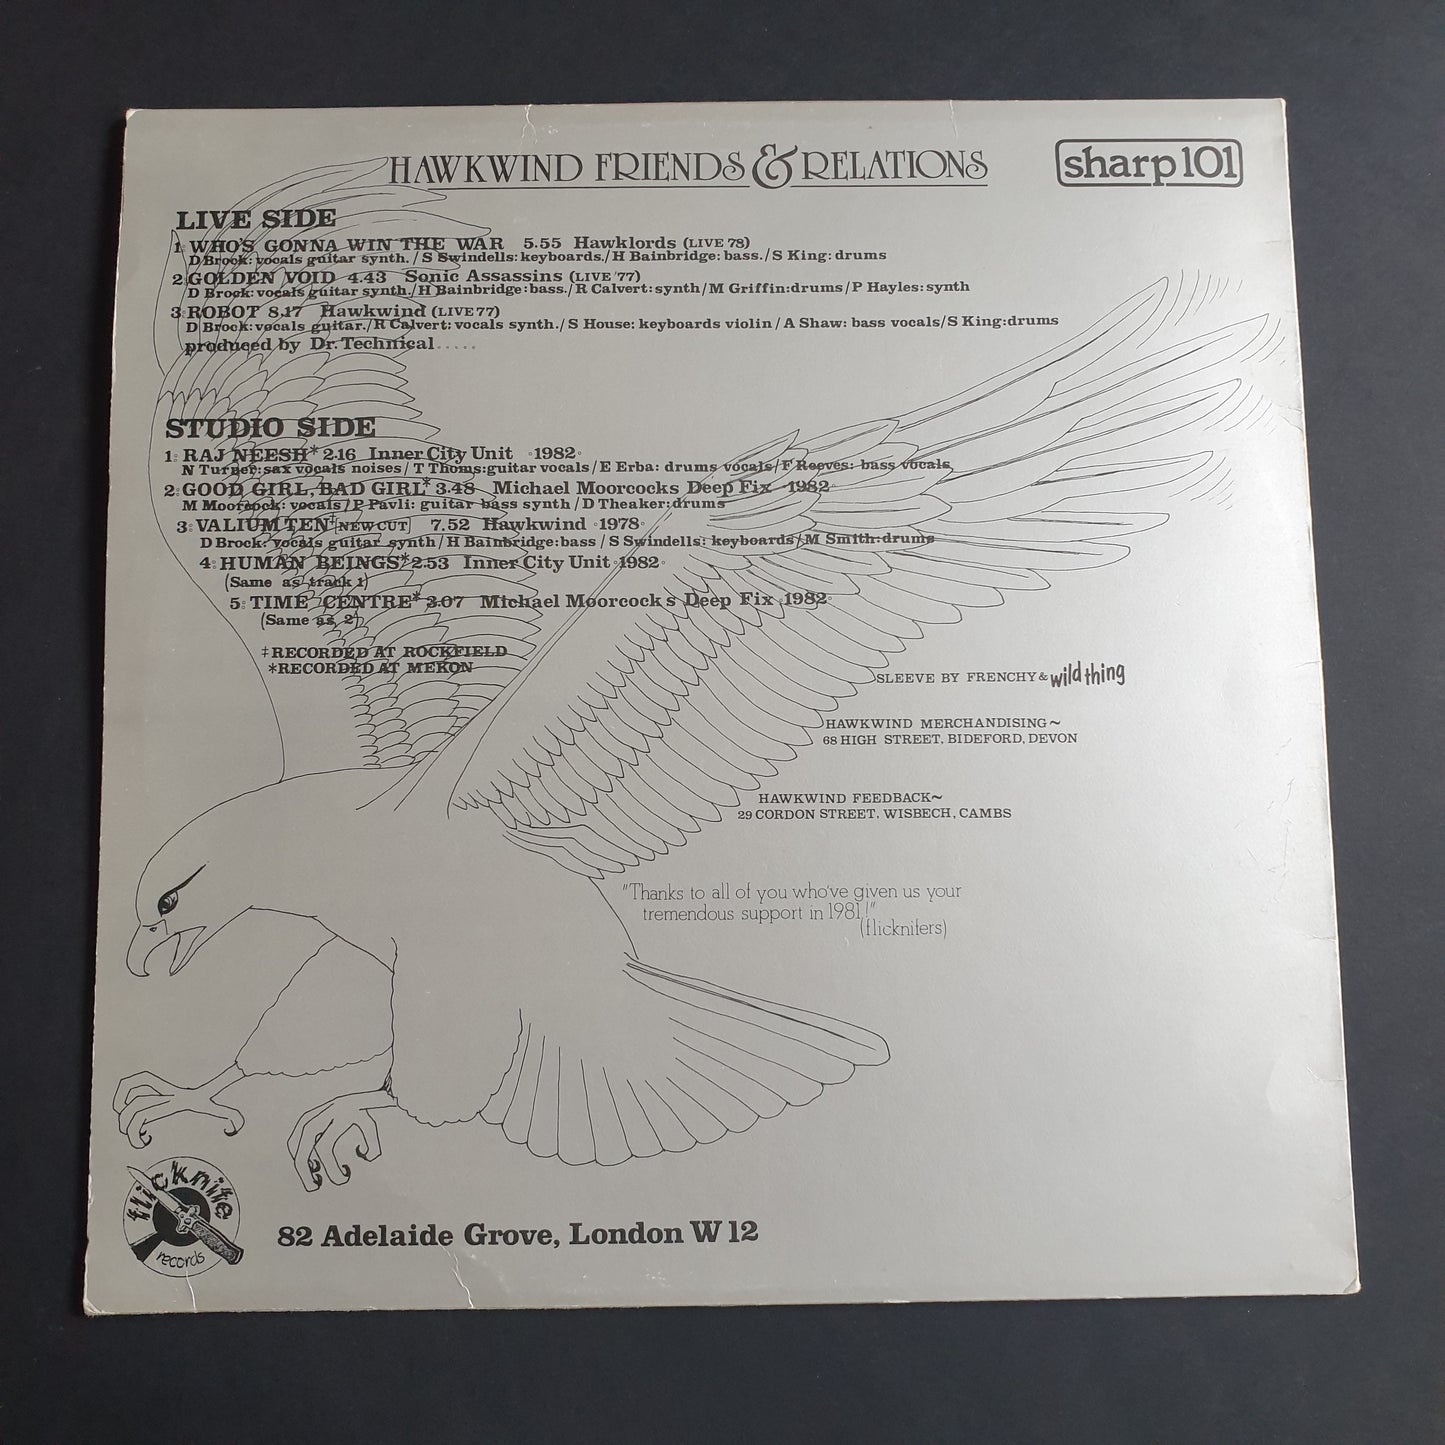 HAWKWIND FRIENDS & RELATIONS
sharp101
LIVE SIDE
1: WHO'S GONNA WIN THE WAR 5.55 Hawklords (LIVE 78)
D Brock: vocals guitar synth. / S Swindells: keyboards. / H Bainbridge: bass. / S King: drums
2: GOLDEN VOID 4.43 Sonic Assassins (LIVE '77)
D Brock: vocals guitar synth. / H Bainbridge: bass. / R Calvert: synth / M Griffin: drums / P Hayles: synth
3: ROBOT 8.17 Hawkwind (LIVE 77)
D Brock: vocals guitar. / R Calvert: vocals synth. / S House: keyboards violin / A Shaw: bass vocals / S King: drums
produced by Dr. Technical.....
STUDIO SIDE
1: RAJ NEESH* 2.16 Inner City Unit ·1982·
N Turner: sax vocals noises / T Thoms: guitar vocals / E Erba: drums vocals / F Reeves: bass vocals
2: GOOD GIRL, BAD GIRL* 3.48 Michael Moorcocks Deep Fix ·1982·
M Moorcock: vocals / P Pavli: guitar bass synth / D Theaker: drums
3: VALIUM TEN‡ NEW CUT 7.52 Hawkwind ·1978·
D Brock: vocals guitar synth / H Bainbridge: bass / S Swindells: keyboards / M Smith: drums
4: HUMAN BEINGS* 2.53 Inner City Unit ·1982·
(Same as track 1)
5: TIME CENTRE* 3.07 Michael Moorcock s Deep Fix ·1982·
(Same as 2)
‡ RECORDED AT ROCKFIELD
* RECORDED AT MEKON
SLEEVE BY FRENCHY & wild thing
HAWKWIND MERCHANDISING~
68 HIGH STREET, BIDEFORD, DEVON
HAWKWIND FEEDBACK~
29 CORDON STREET, WISBECH, CAMBS
"Thanks to all of you who've given us your
tremendous support in 1981!"
(flicknifers)
flicknife
records
82 Adelaide Grove, London W12